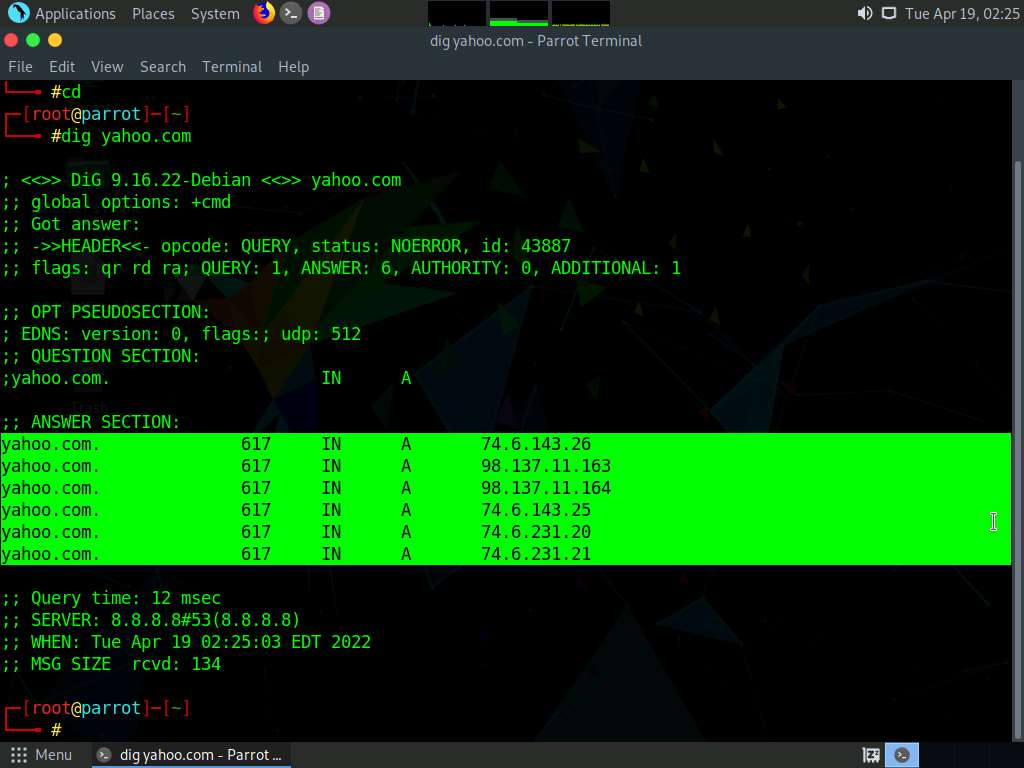 Applications Places System Tue Apr 19, 02:25
dig yahoo.com - Parrot Terminal
File Edit View Search Terminal Help
#cd
[root@parrot]-[~]
#dig yahoo.com
; <<>> DiG 9.16.22-Debian <<>> yahoo.com
;; global options: +cmd
;; Got answer:
;; ->>HEADER<<- opcode: QUERY, status: NOERROR, id: 43887
;; flags: qr rd ra; QUERY: 1, ANSWER: 6, AUTHORITY: 0, ADDITIONAL: 1
;; OPT PSEUDOSECTION:
; EDNS: version: 0, flags:; udp: 512
;; QUESTION SECTION:
;yahoo.com. IN A
;; ANSWER SECTION:
yahoo.com. 617 IN A 74.6.143.26
yahoo.com. 617 IN A 98.137.11.163
yahoo.com. 617 IN A 98.137.11.164
yahoo.com. 617 IN A 74.6.143.25
yahoo.com. 617 IN A 74.6.231.20
yahoo.com. 617 IN A 74.6.231.21
;; Query time: 12 msec
;; SERVER: 8.8.8.8#53(8.8.8.8)
;; WHEN: Tue Apr 19 02:25:03 EDT 2022
;; MSG SIZE  rcvd: 134
[root@parrot]-[~]
#
Menu dig yahoo.com - Parrot ...